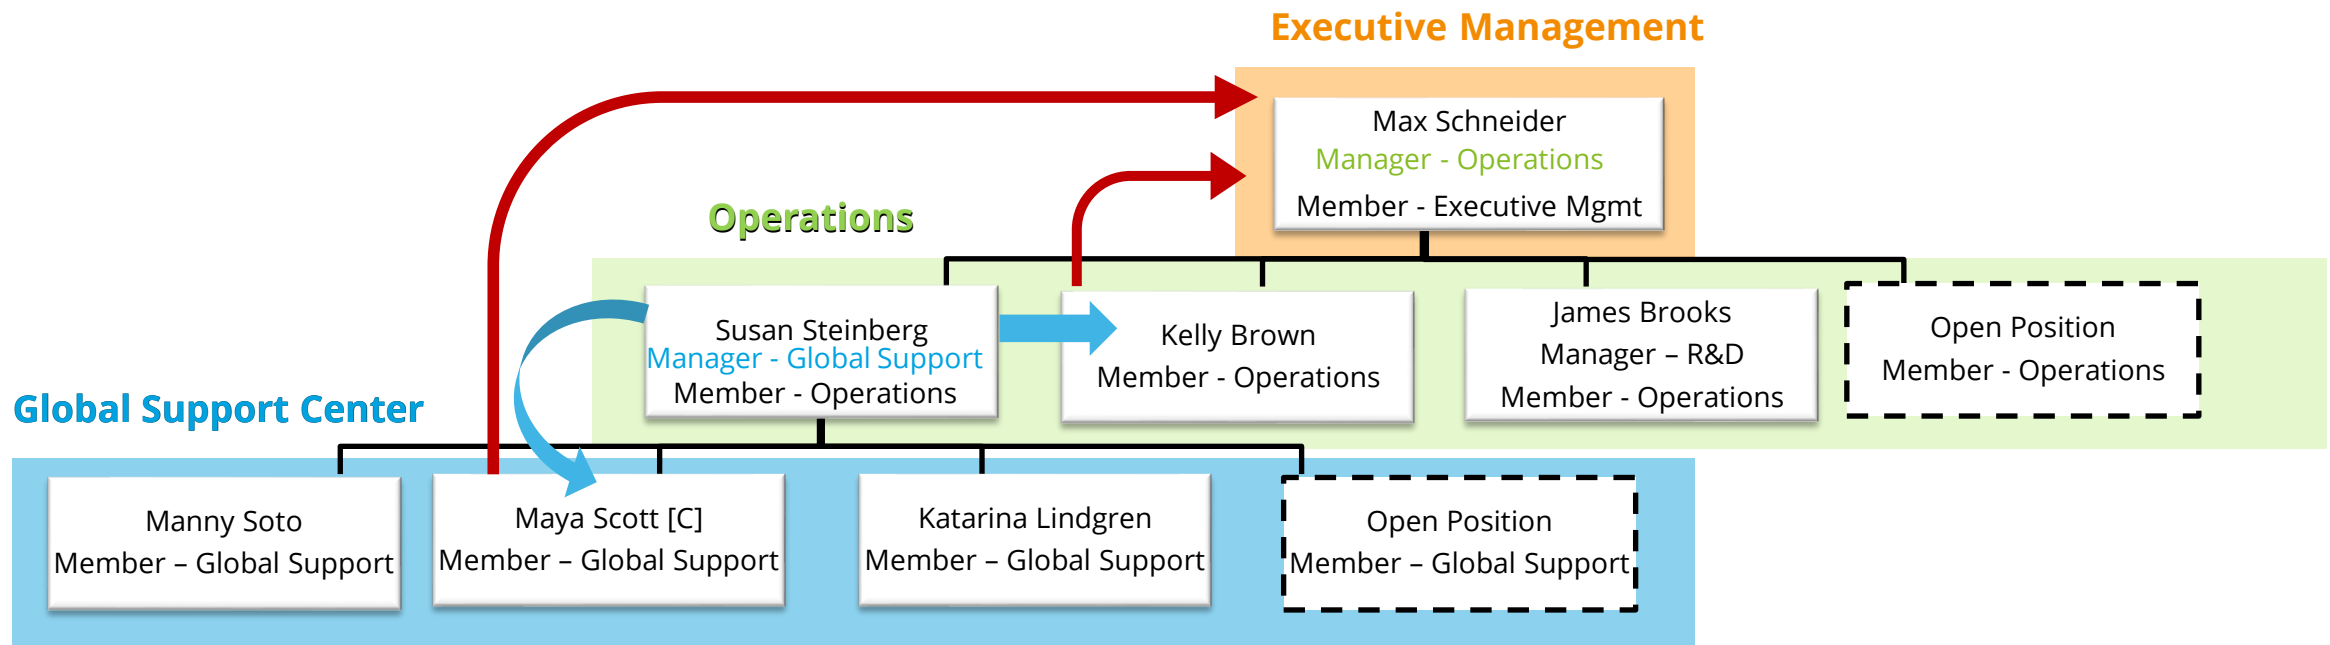 Executive Management
Max Schneider
Manager - Operations
Member - Executive Mgmt
Operations
Susan Steinberg
Manager - Global Support
Member - Operations
Kelly Brown
Member - Operations
James Brooks
Manager – R&D
Member - Operations
Open Position
Member - Operations
Global Support Center
Manny Soto
Member – Global Support
Maya Scott [C]
Member – Global Support
Katarina Lindgren
Member – Global Support
Open Position
Member – Global Support